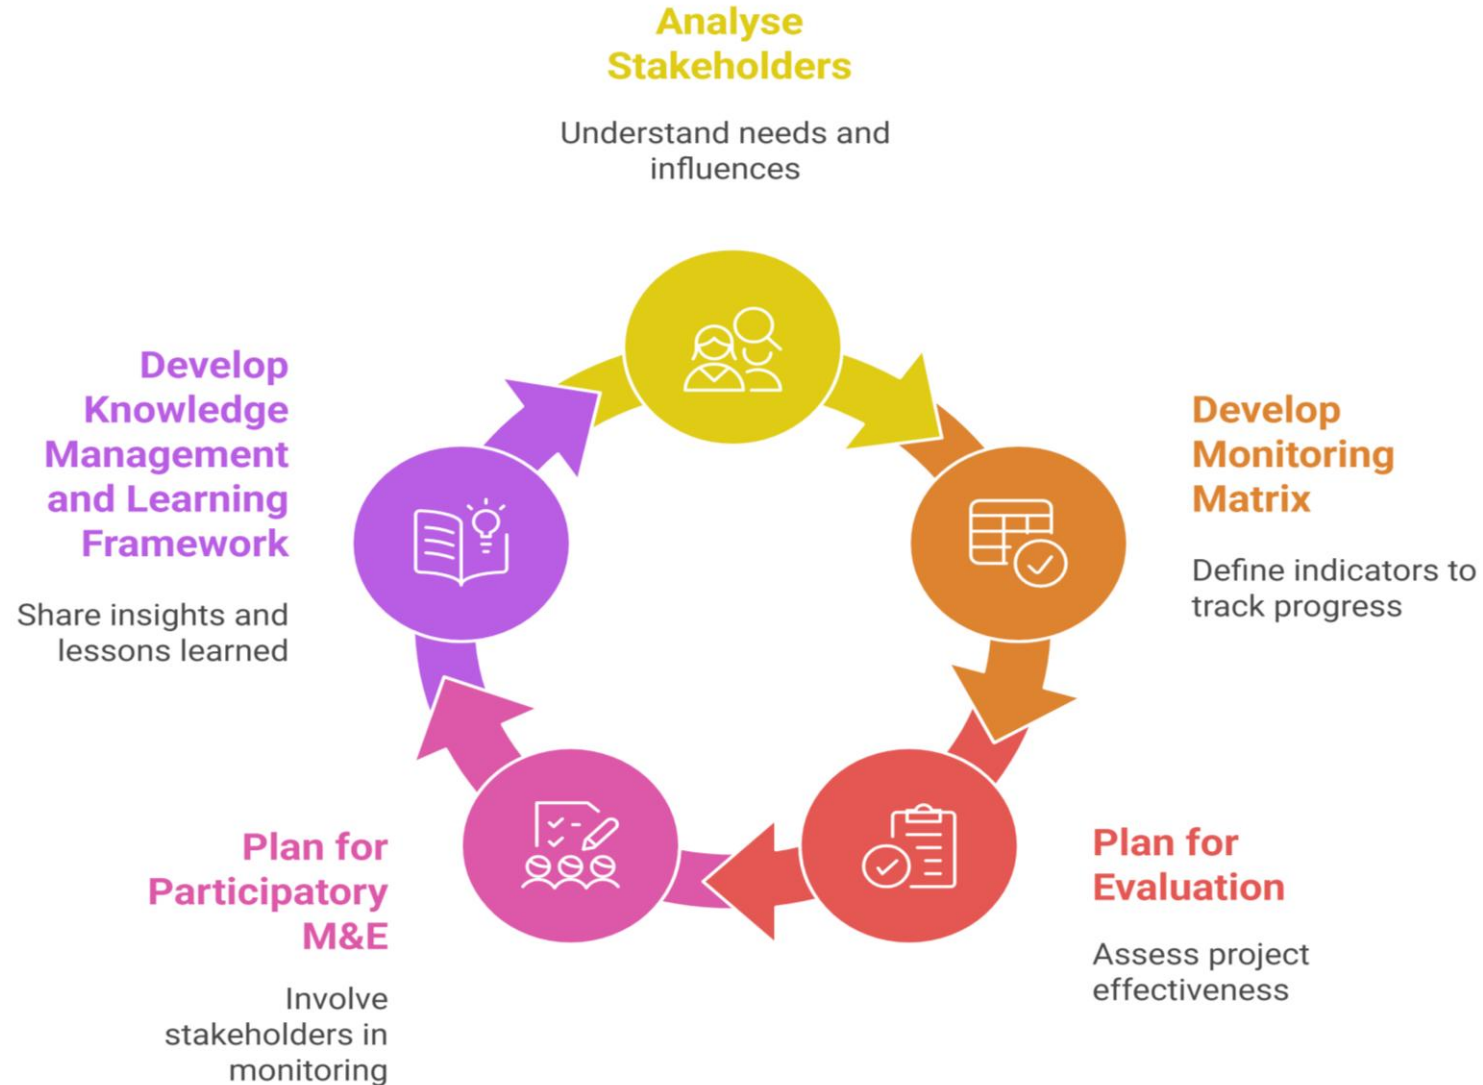 Analyse
Stakeholders
Understand needs and
influences
Develop
Monitoring
Matrix
Define indicators to
track progress
Plan for
Evaluation
Assess project
effectiveness
Plan for
Participatory
M&E
Involve
stakeholders in
monitoring
Develop
Knowledge
Management
and Learning
Framework
Share insights and
lessons learned